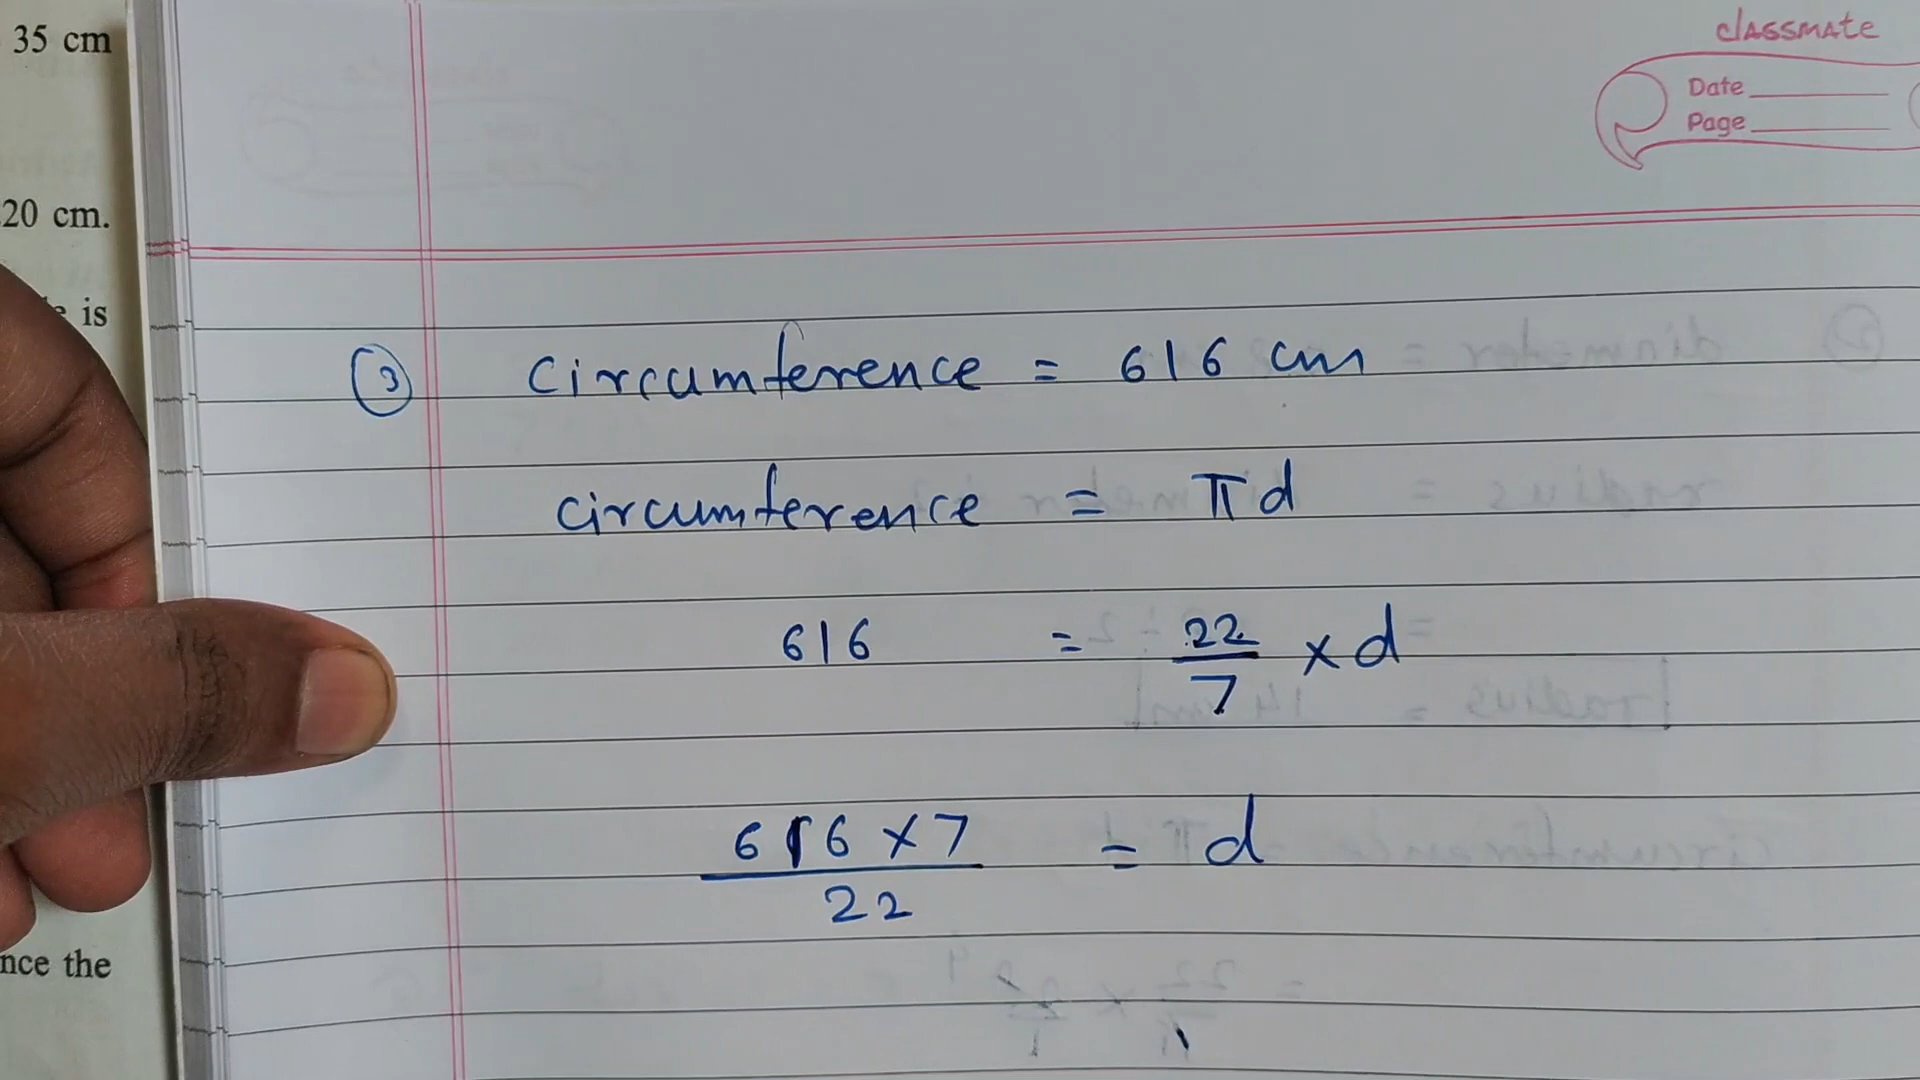 35 cm
20 cm.
is
nce the
classmate
Date
Page
3 Circumference = 616 cm
circumference = πd
616 = 22/7 × d
616 × 7 / 22 = d